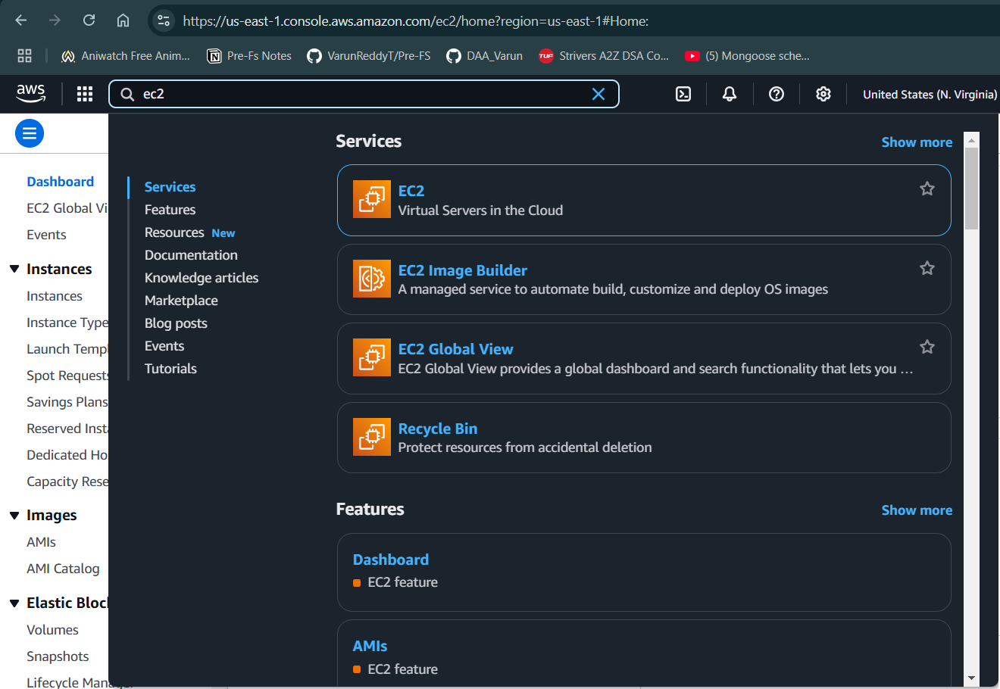 https://us-east-1.console.aws.amazon.com/ec2/home?region=us-east-1#Home:
Aniwatch Free Anim...
Pre-Fs Notes
VarunReddyT/Pre-FS
DAA_Varun
TUF Strivers A2Z DSA Co...
(5) Mongoose sche...
aws
ec2
United States (N. Virginia)
Dashboard
EC2 Global Vi
Events
Instances
Instances
Instance Type
Launch Templ
Spot Requests
Savings Plans
Reserved Inst
Dedicated Ho
Capacity Rese
Images
AMIs
AMI Catalog
Elastic Bloc
Volumes
Snapshots
Lifecycle Manager
Services
Features
Resources New
Documentation
Knowledge articles
Marketplace
Blog posts
Events
Tutorials
Services
Show more
EC2
Virtual Servers in the Cloud
EC2 Image Builder
A managed service to automate build, customize and deploy OS images
EC2 Global View
EC2 Global View provides a global dashboard and search functionality that lets you ...
Recycle Bin
Protect resources from accidental deletion
Features
Show more
Dashboard
EC2 feature
AMIs
EC2 feature